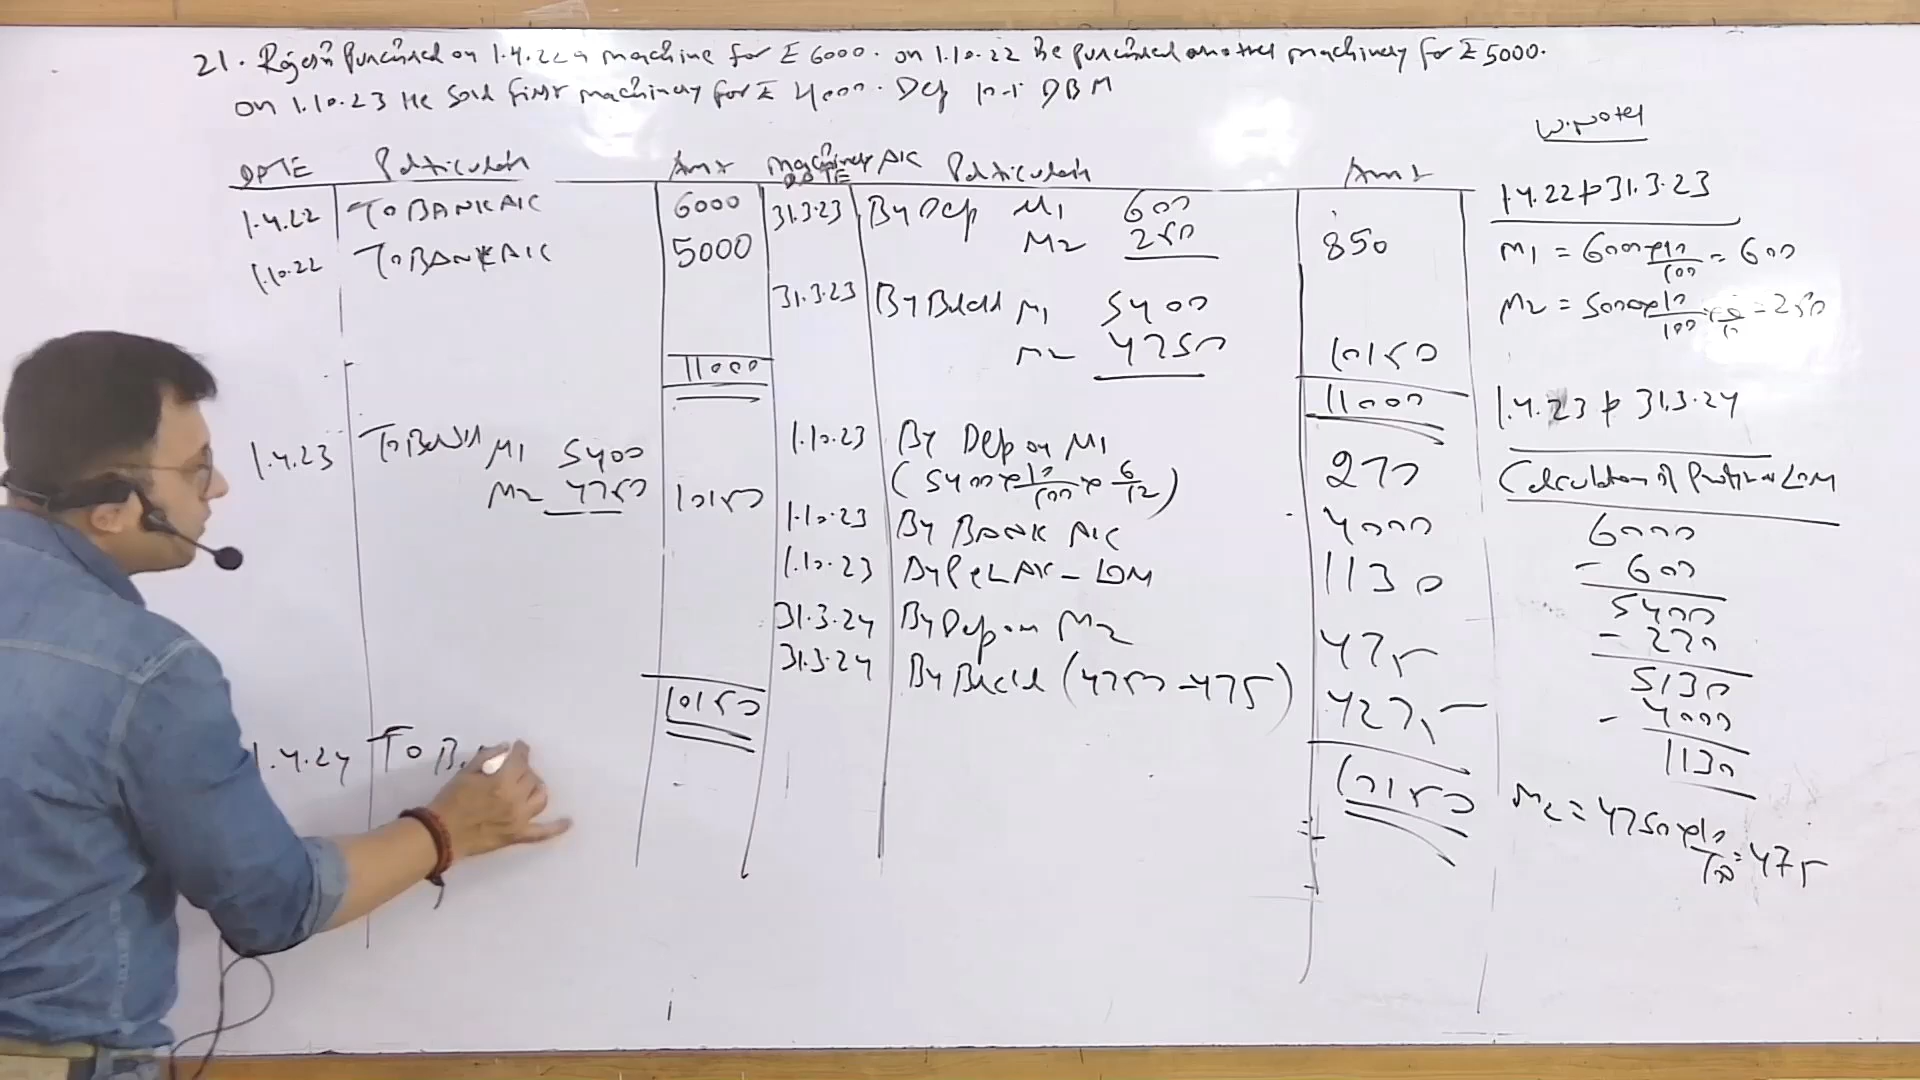 21. Rajesh Purchased on 1.4.22 a machine for ₹ 6000. on 1.10.22 He purchased another machinery for ₹ 5000.
on 1.10.23 He Sold first machinery for ₹ 4000. Dep 10% DBM
W.Notes
DATE Particulars Amt Machinery A/C DATE Particulars Amt
1.4.22 To BANK A/C 6000 31.3.23 By Dep M1 600
1.10.22 To BANK A/C 5000 M2 250 850
31.3.23 By Bal c/d M1 5400
M2 4750 10150
11000 11000
1.4.23 To Bal b/d M1 5400 1.10.23 By Dep on M1
M2 4750 10150 (5400 × 10/100 × 6/12) 270
1.10.23 By BANK A/C 4000
1.10.23 By P&L A/C - LOM 1130
31.3.24 By Dep on M2 475
31.3.24 By Bal c/d (4750 - 475) 4275
10150 10150
1.4.24 To B
1.4.22 to 31.3.23
M1 = 6000 × 10/100 = 600
M2 = 5000 × 10/100 × 6/12 = 250
1.4.23 to 31.3.24
Calculation of Profit or LOM
6000
- 600
5400
- 270
5130
- 4000
1130
M2 = 4750 × 10/100 = 475